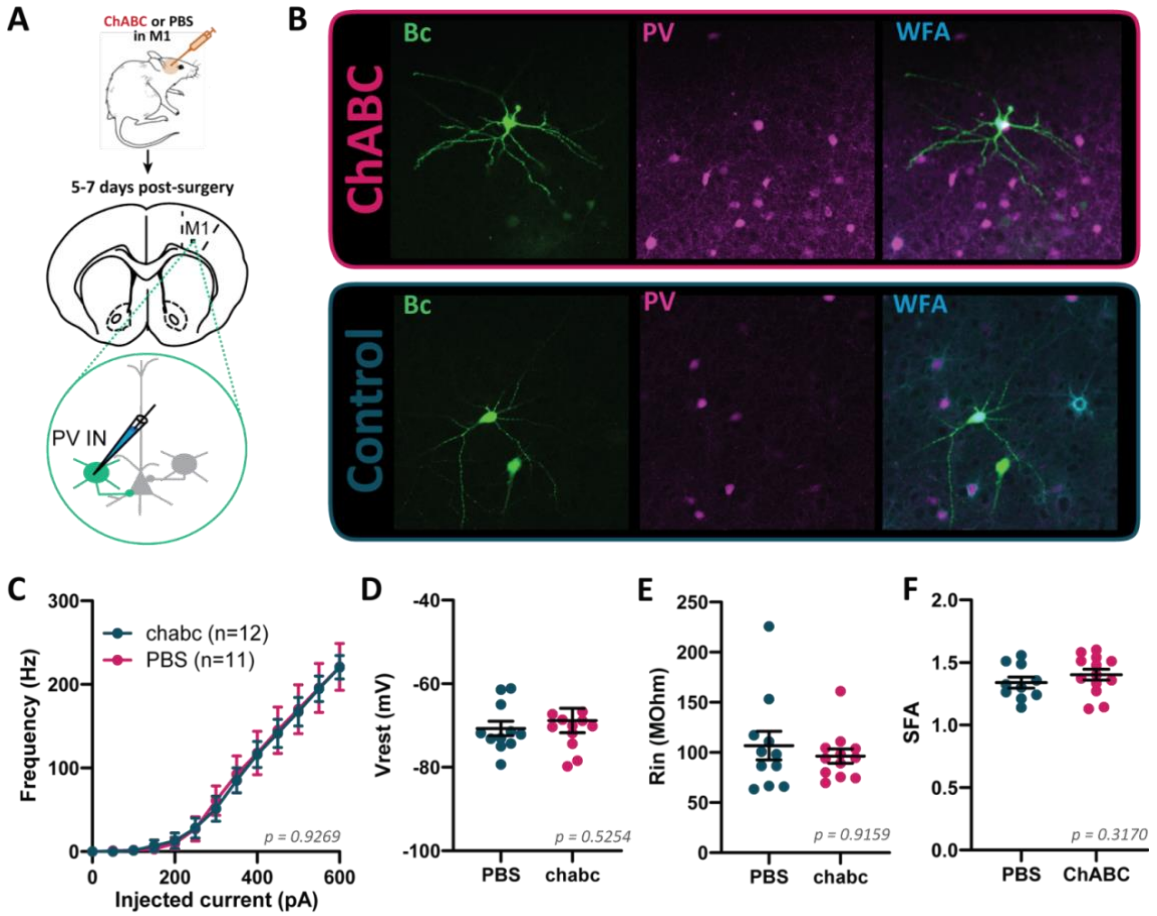 A
ChABC or PBS
in M1
5-7 days post-surgery
M1
PV IN
B
ChABC
Bc
PV
WFA
Control
Bc
PV
WFA
C
300
200
100
0
Frequency (Hz)
chabc (n=12)
PBS (n=11)
p = 0.9269
0
200
400
600
Injected current (pA)
D
-40
-60
-80
-100
Vrest (mV)
p = 0.5254
PBS
chabc
E
250
200
150
100
50
0
Rin (MOhm)
p = 0.9159
PBS
chabc
F
2.0
1.5
1.0
0.5
0.0
SFA
p = 0.3170
PBS
ChABC